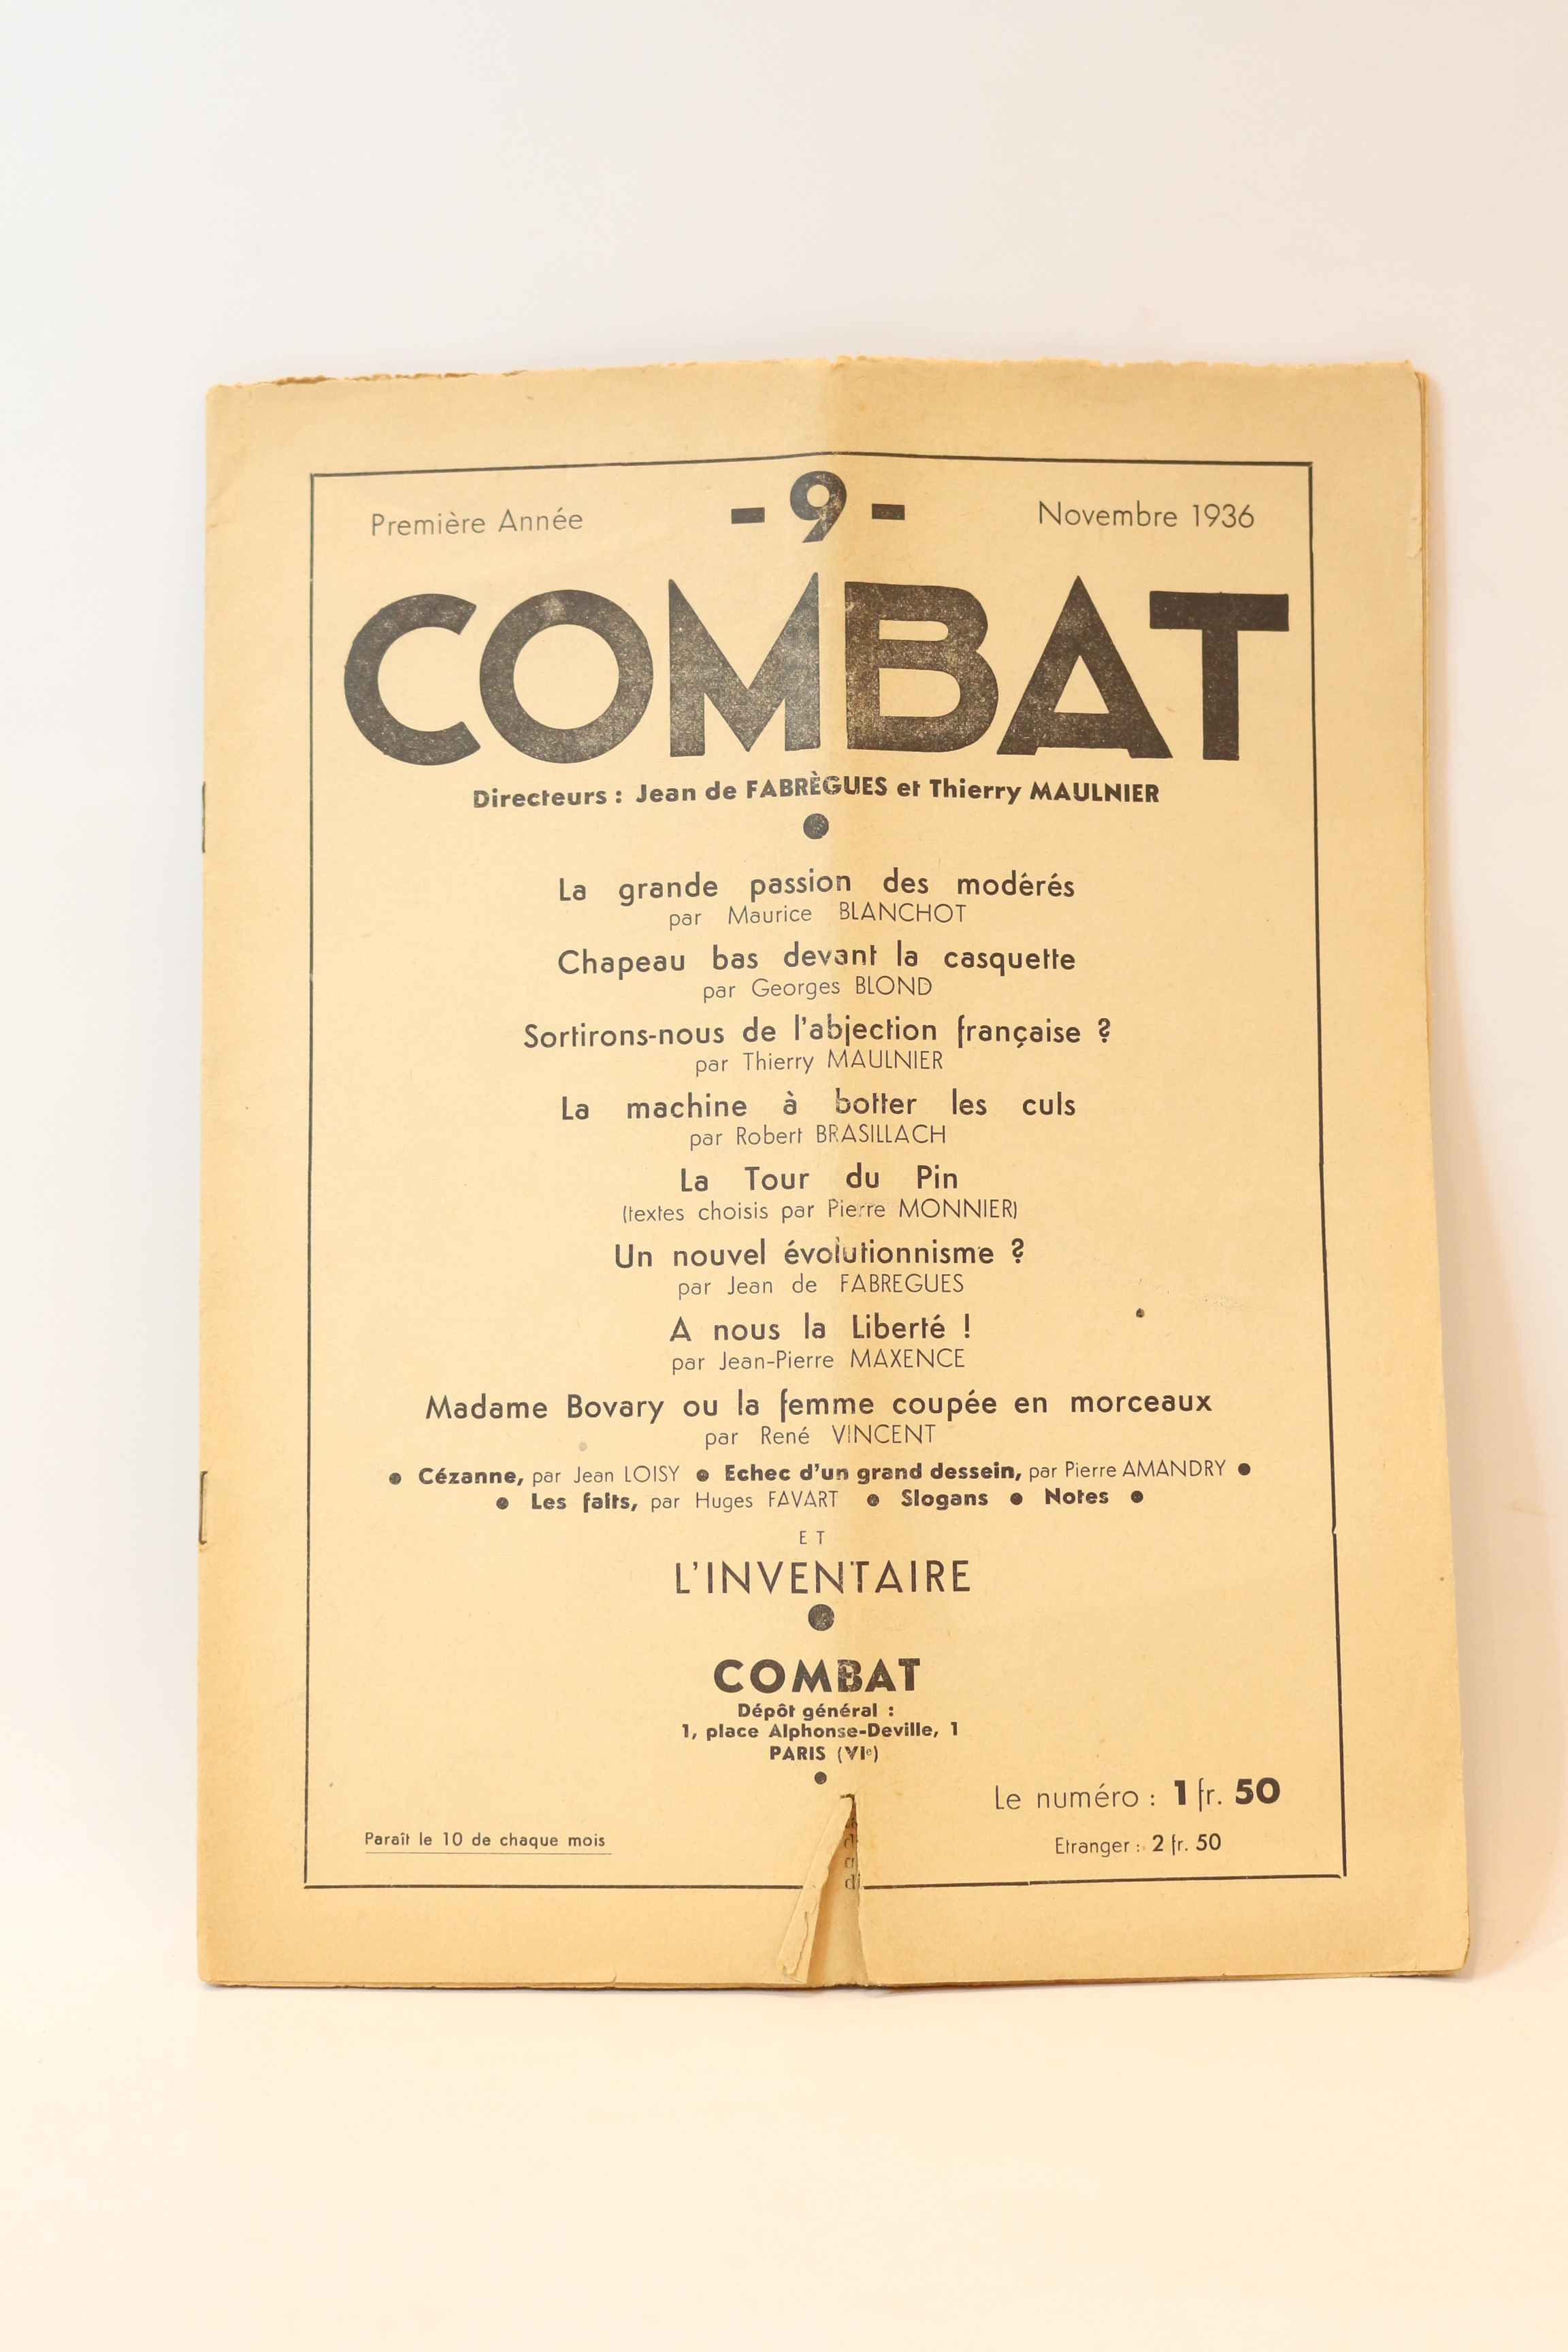 Première Année
- 9 -
Novembre 1936
COMBAT
Directeurs : Jean de FABRÈGUES et Thierry MAULNIER
La grande passion des modérés
par Maurice BLANCHOT
Chapeau bas devant la casquette
par Georges BLOND
Sortirons-nous de l'abjection française ?
par Thierry MAULNIER
La machine à botter les culs
par Robert BRASILLACH
La Tour du Pin
(textes choisis par Pierre MONNIER)
Un nouvel évolutionnisme ?
par Jean de FABREGUES
A nous la Liberté !
par Jean-Pierre MAXENCE
Madame Bovary ou la femme coupée en morceaux
par René VINCENT
● Cézanne, par Jean LOISY ● Echec d'un grand dessein, par Pierre AMANDRY ●
● Les faits, par Huges FAVART ● Slogans ● Notes ●
ET
L'INVENTAIRE
COMBAT
Dépôt général :
1, place Alphonse-Deville, 1
PARIS (VIe)
Le numéro : 1 fr. 50
Paraît le 10 de chaque mois
Etranger : 2 fr. 50